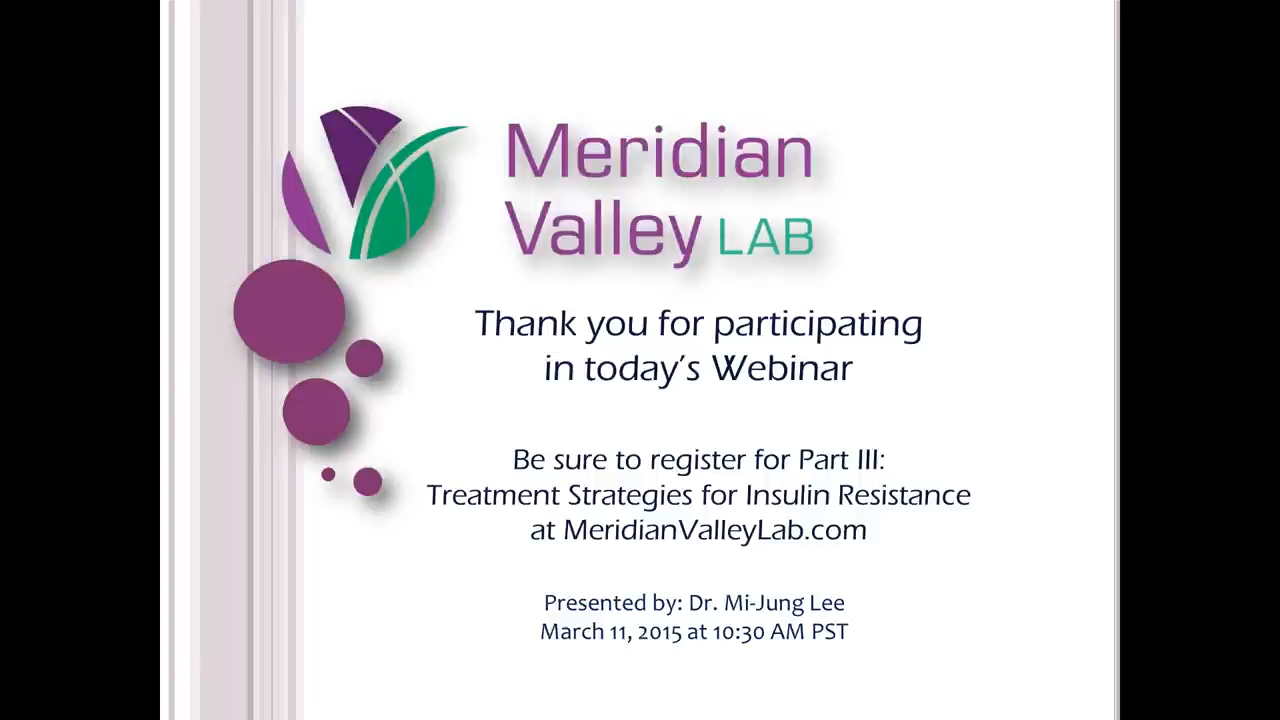 Meridian
Valley LAB
Thank you for participating
in today's Webinar
Be sure to register for Part III:
Treatment Strategies for Insulin Resistance
at MeridianValleyLab.com
Presented by: Dr. Mi-Jung Lee
March 11, 2015 at 10:30 AM PST